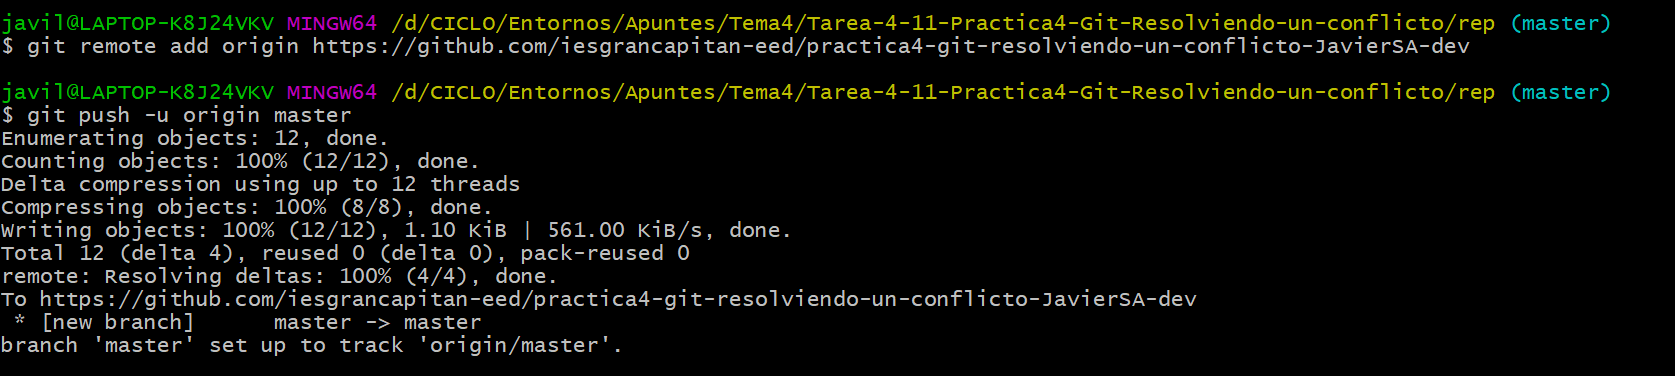 javil@LAPTOP-K8J24VKV MINGW64 /d/CICLO/Entornos/Apuntes/Tema4/Tarea-4-11-Practica4-Git-Resolviendo-un-conflicto/rep (master)
$ git remote add origin https://github.com/iesgrancapitan-eed/practica4-git-resolviendo-un-conflicto-JavierSA-dev
javil@LAPTOP-K8J24VKV MINGW64 /d/CICLO/Entornos/Apuntes/Tema4/Tarea-4-11-Practica4-Git-Resolviendo-un-conflicto/rep (master)
$ git push -u origin master
Enumerating objects: 12, done.
Counting objects: 100% (12/12), done.
Delta compression using up to 12 threads
Compressing objects: 100% (8/8), done.
Writing objects: 100% (12/12), 1.10 KiB | 561.00 KiB/s, done.
Total 12 (delta 4), reused 0 (delta 0), pack-reused 0
remote: Resolving deltas: 100% (4/4), done.
To https://github.com/iesgrancapitan-eed/practica4-git-resolviendo-un-conflicto-JavierSA-dev
 * [new branch]      master -> master
branch 'master' set up to track 'origin/master'.